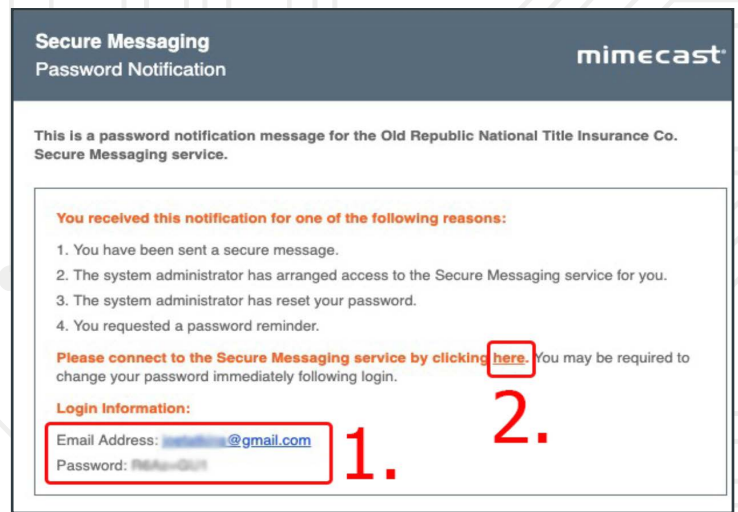 Secure Messaging
Password Notification
mimecast
This is a password notification message for the Old Republic National Title Insurance Co.
Secure Messaging service.
You received this notification for one of the following reasons:
1. You have been sent a secure message.
2. The system administrator has arranged access to the Secure Messaging service for you.
3. The system administrator has reset your password.
4. You requested a password reminder.
Please connect to the Secure Messaging service by clicking here. You may be required to
change your password immediately following login.
2.
Login Information:
Email Address: @gmail.com
Password:
1.